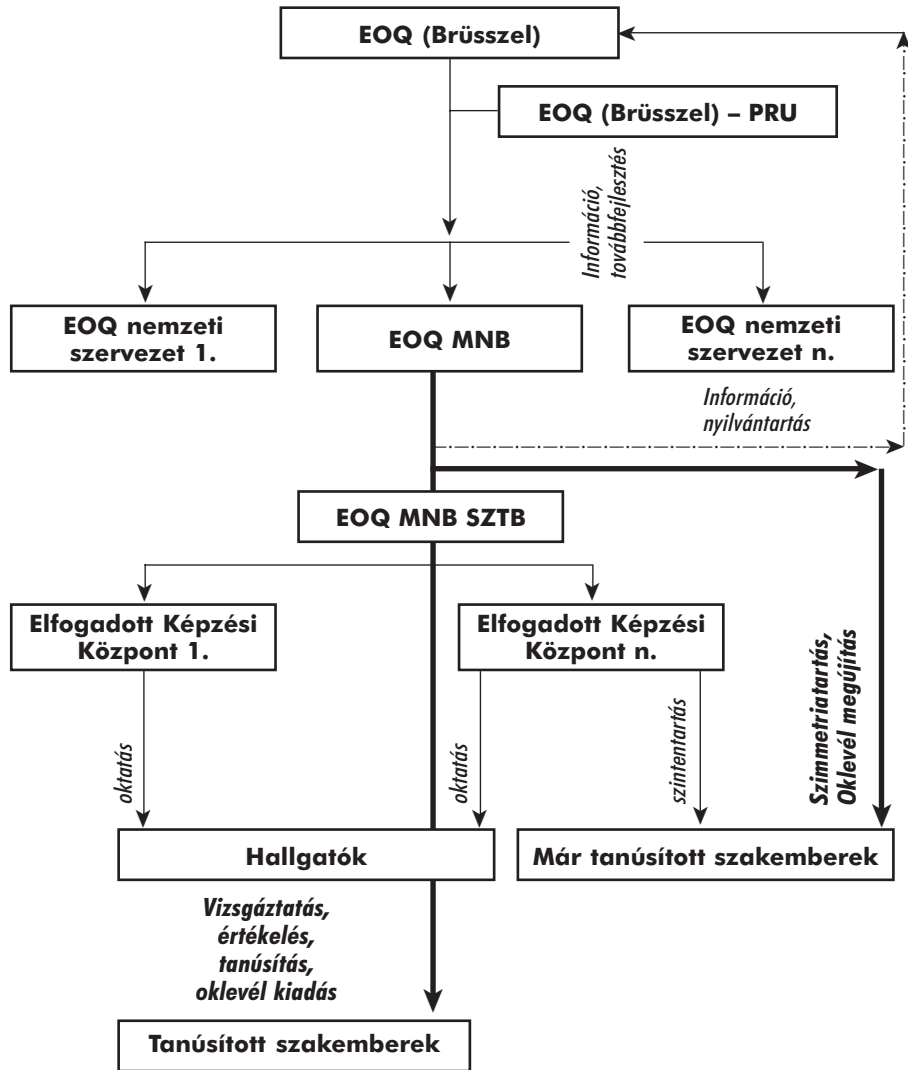 EOQ (Brüsszel)
EOQ (Brüsszel) – PRU
Információ,
továbbfejlesztés
EOQ nemzeti
szervezet 1.
EOQ MNB
EOQ nemzeti
szervezet n.
Információ,
nyilvántartás
EOQ MNB SZTB
Elfogadott Képzési
Központ 1.
Elfogadott Képzési
Központ n.
oktatás
oktatás
szintentartás
Szimmetriatartás,
Oklevél megújítás
Hallgatók
Már tanúsított szakemberek
Vizsgáztatás,
értékelés,
tanúsítás,
oklevél kiadás
Tanúsított szakemberek